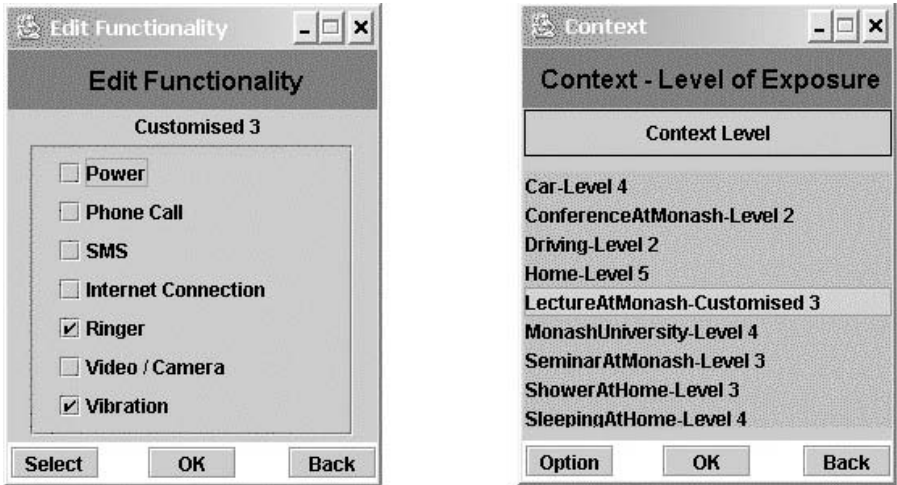 Edit Functionality
Edit Functionality
Customised 3
Power
Phone Call
SMS
Internet Connection
Ringer
Video / Camera
Vibration
Select OK Back
Context
Context - Level of Exposure
Context Level
Car-Level 4
ConferenceAtMonash-Level 2
Driving-Level 2
Home-Level 5
LectureAtMonash-Customised 3
MonashUniversity-Level 4
SeminarAtMonash-Level 3
ShowerAtHome-Level 3
SleepingAtHome-Level 4
Option OK Back